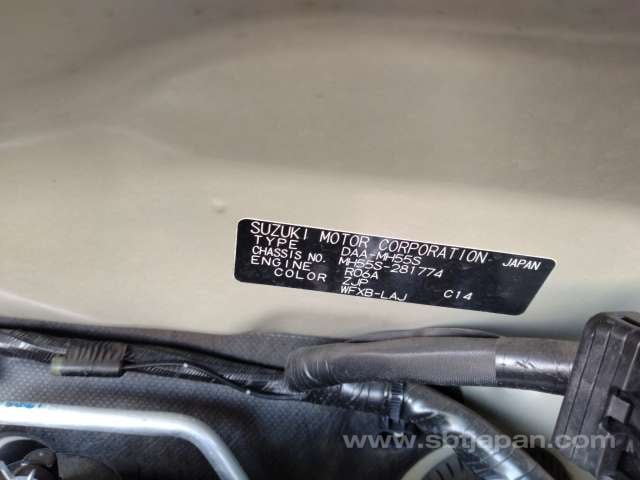 SUZUKI MOTOR CORPORATION JAPAN
TYPE DAA-MH55S
CHASSIS NO. MH55S-281774
ENGINE R06A
COLOR ZJP
WFXB-LAJ C14
www.sbtjapan.com